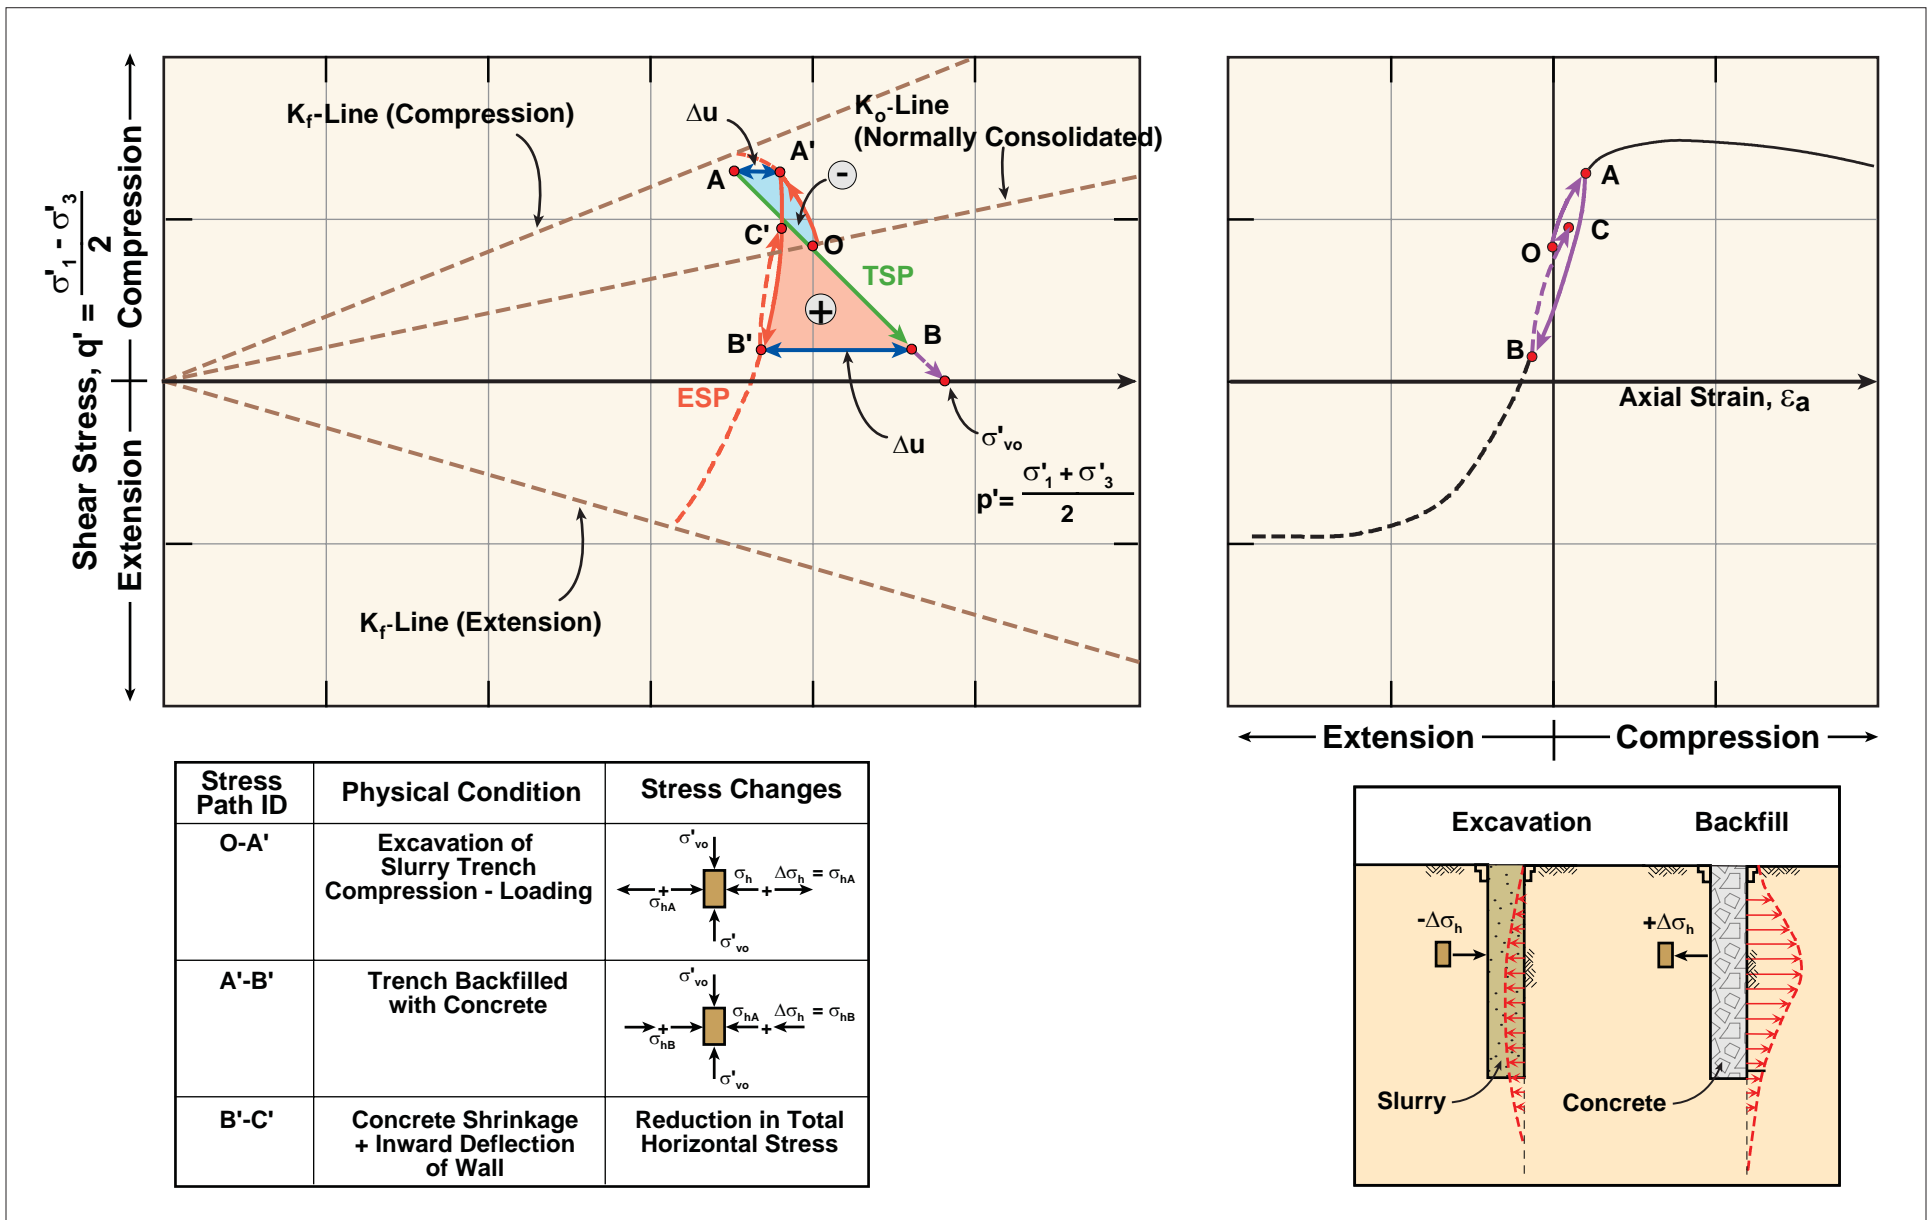 Shear Stress, q' = σ'1 - σ'3 / 2
Compression
Extension
Kf-Line (Compression)
Δu
Ko-Line
(Normally Consolidated)
A
A'
-
C'
O
TSP
+
B'
B
ESP
Δu
σ'vo
p'= σ'1 + σ'3 / 2
Kf-Line (Extension)
A
C
O
B
Axial Strain, εa
Extension
Compression
Stress
Path ID
Physical Condition
Stress Changes
O-A'
Excavation of
Slurry Trench
Compression - Loading
σ'vo
σh
Δσh = σhA
+
+
σhA
σ'vo
A'-B'
Trench Backfilled
with Concrete
σ'vo
σhA
Δσh = σhB
+
+
σhB
σ'vo
B'-C'
Concrete Shrinkage
+ Inward Deflection
of Wall
Reduction in Total
Horizontal Stress
Excavation
Backfill
-Δσh
+Δσh
Slurry
Concrete